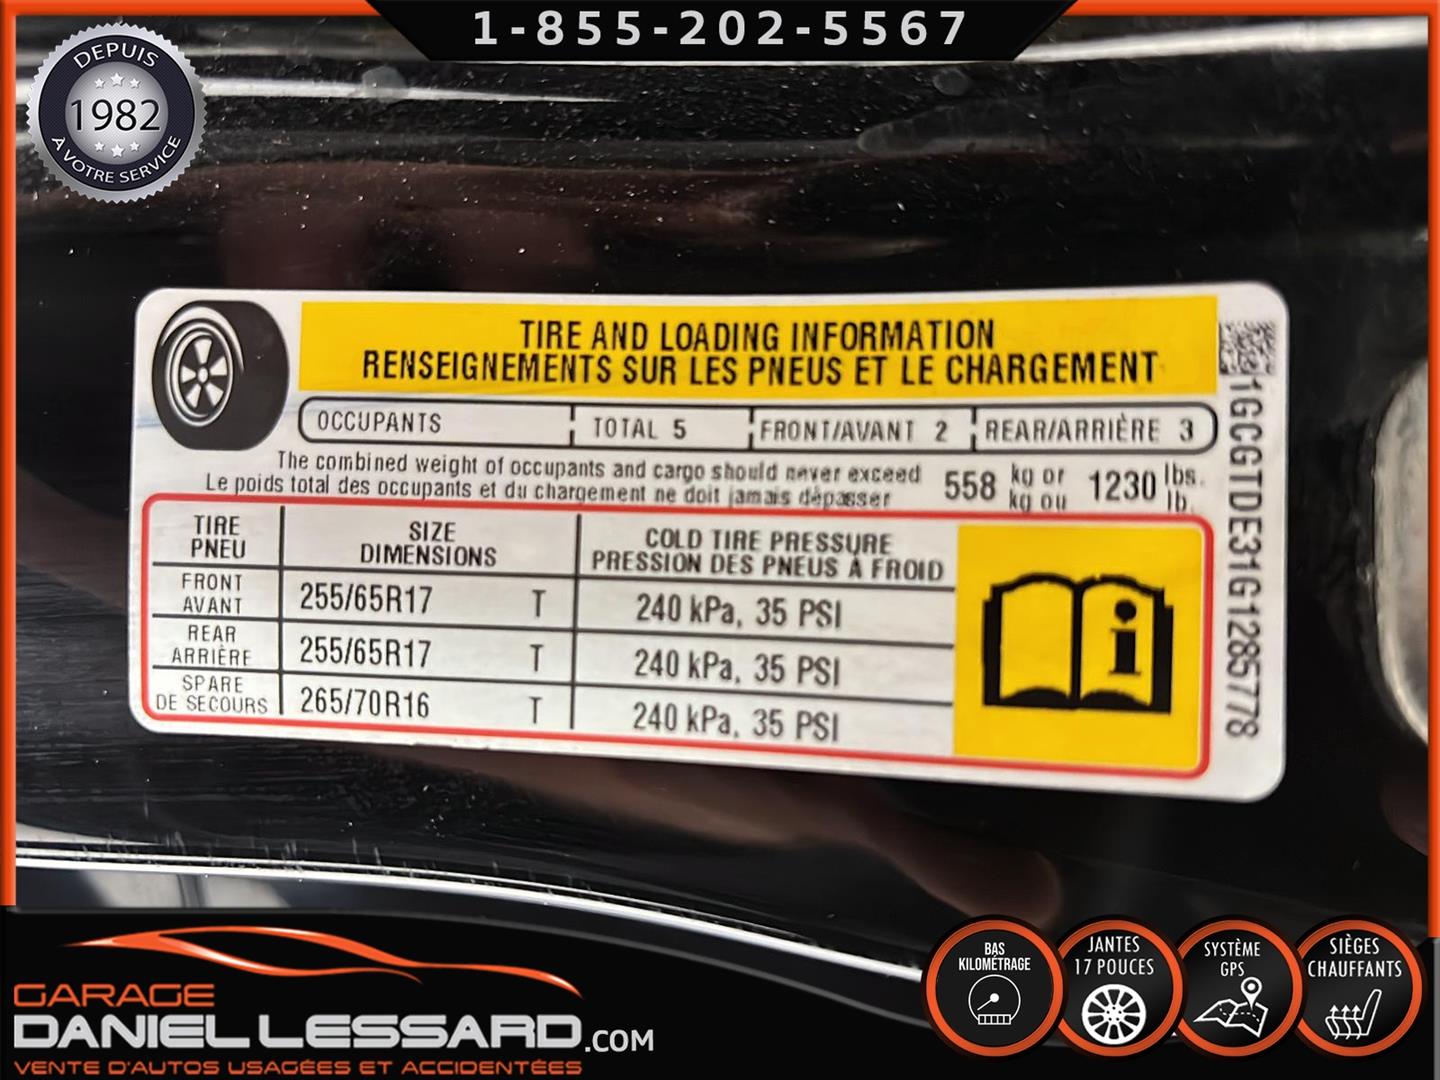 1-855-202-5567
DEPUIS
1982
À VOTRE SERVICE
TIRE AND LOADING INFORMATION
RENSEIGNEMENTS SUR LES PNEUS ET LE CHARGEMENT
OCCUPANTS TOTAL 5 FRONT/AVANT 2 REAR/ARRIÈRE 3
The combined weight of occupants and cargo should never exceed 558 kg or 1230 lbs.
Le poids total des occupants et du chargement ne doit jamais dépasser kg ou lb.
TIRE SIZE COLD TIRE PRESSURE
PNEU DIMENSIONS PRESSION DES PNEUS À FROID
FRONT
AVANT 255/65R17 T 240 kPa, 35 PSI
REAR
ARRIÈRE 255/65R17 T 240 kPa, 35 PSI
SPARE
DE SECOURS 265/70R16 T 240 kPa, 35 PSI
i
1GCGTDE31G1285778
GARAGE
DANIEL LESSARD.COM
VENTE D'AUTOS USAGÉES ET ACCIDENTÉES
BAS
KILOMÉTRAGE
JANTES
17 POUCES
SYSTÈME
GPS
SIÈGES
CHAUFFANTS